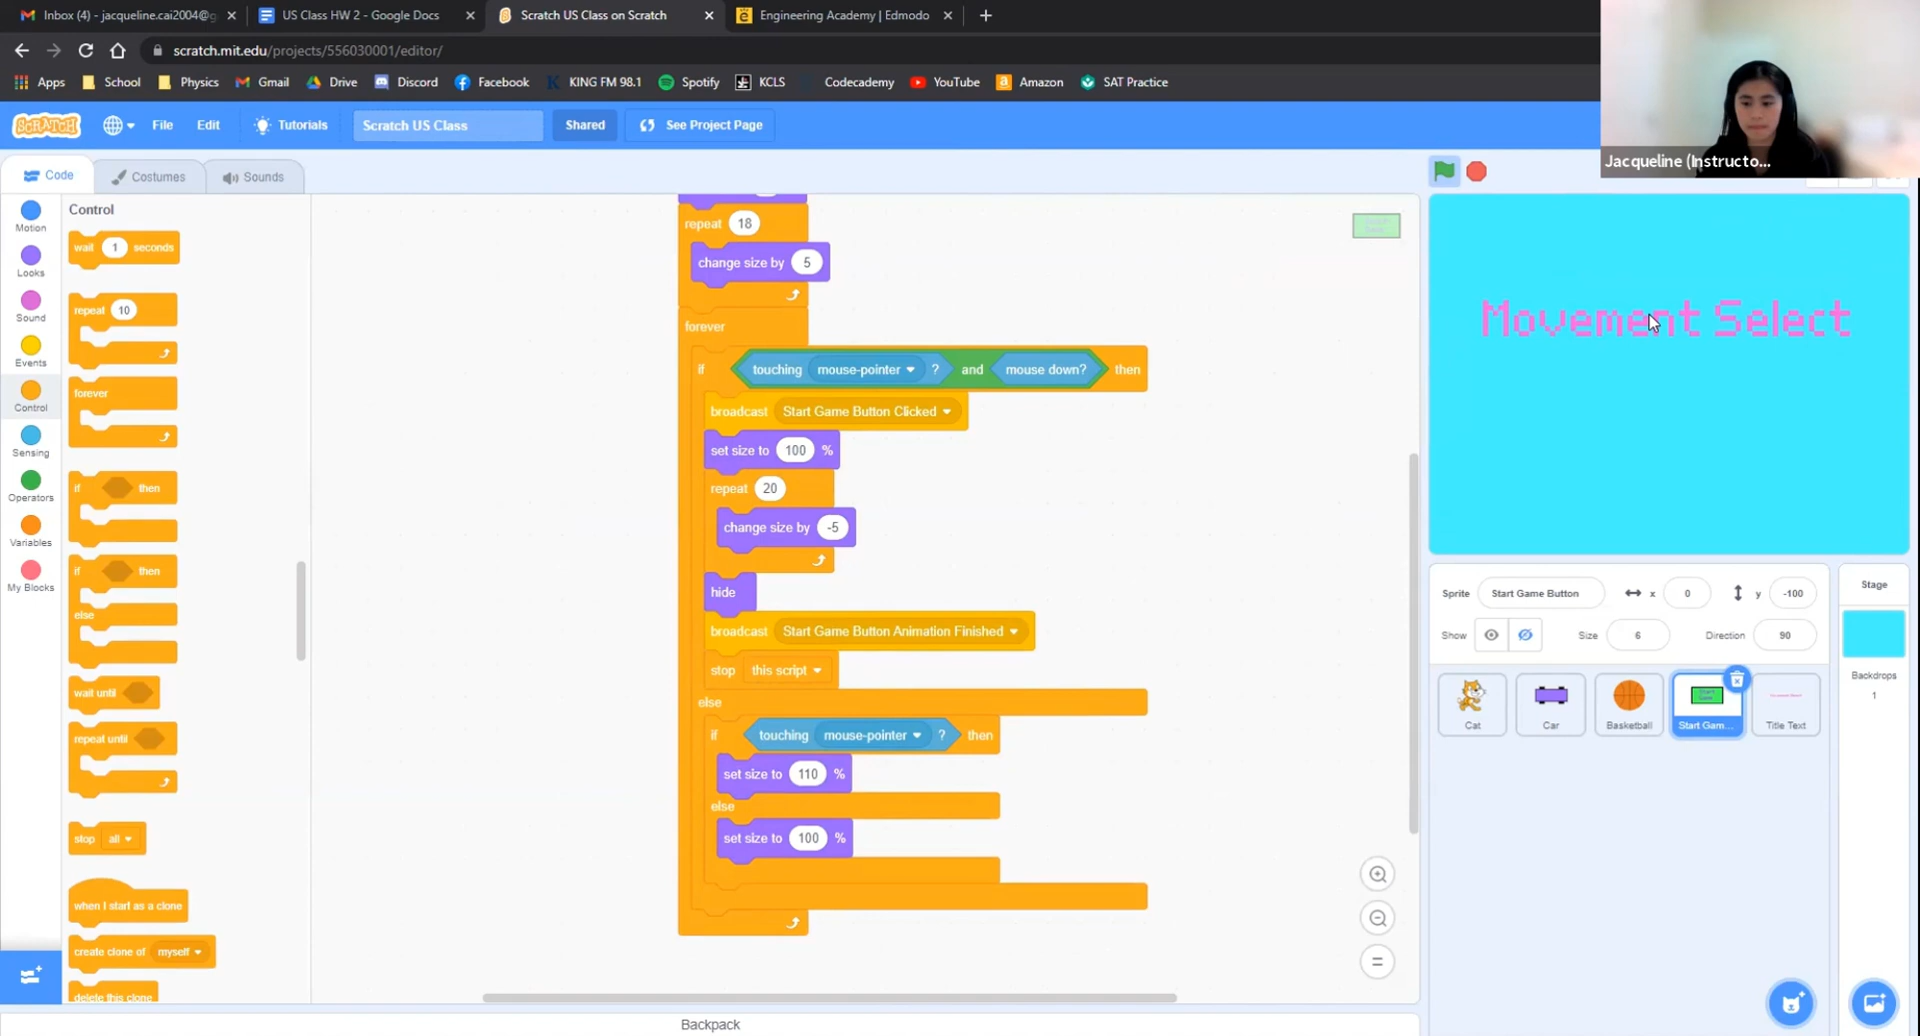 Inbox (4) - jacqueline.cai2004@g
US Class HW 2 - Google Docs
Scratch US Class on Scratch
Engineering Academy | Edmodo
scratch.mit.edu/projects/556030001/editor/
Apps
School
Physics
Gmail
Drive
Discord
Facebook
KING FM 98.1
Spotify
KCLS
Codecademy
YouTube
Amazon
SAT Practice
SCRATCH
File
Edit
Tutorials
Scratch US Class
Shared
See Project Page
Jacqueline (Instructo...
Code
Costumes
Sounds
Motion
Looks
Sound
Events
Control
Sensing
Operators
Variables
My Blocks
Control
wait 1 seconds
repeat 10
forever
if then
if then
else
wait until
repeat until
stop all
when I start as a clone
create clone of myself
delete this clone
repeat 18
change size by 5
forever
if touching mouse-pointer ? and mouse down? then
broadcast Start Game Button Clicked
set size to 100 %
repeat 20
change size by -5
hide
broadcast Start Game Button Animation Finished
stop this script
else
if touching mouse-pointer ? then
set size to 110 %
else
set size to 100 %
Backpack
Movement Select
Sprite Start Game Button x 0 y -100
Show Size 6 Direction 90
Cat
Car
Basketball
Start Gam...
Title Text
Stage
Backdrops
1